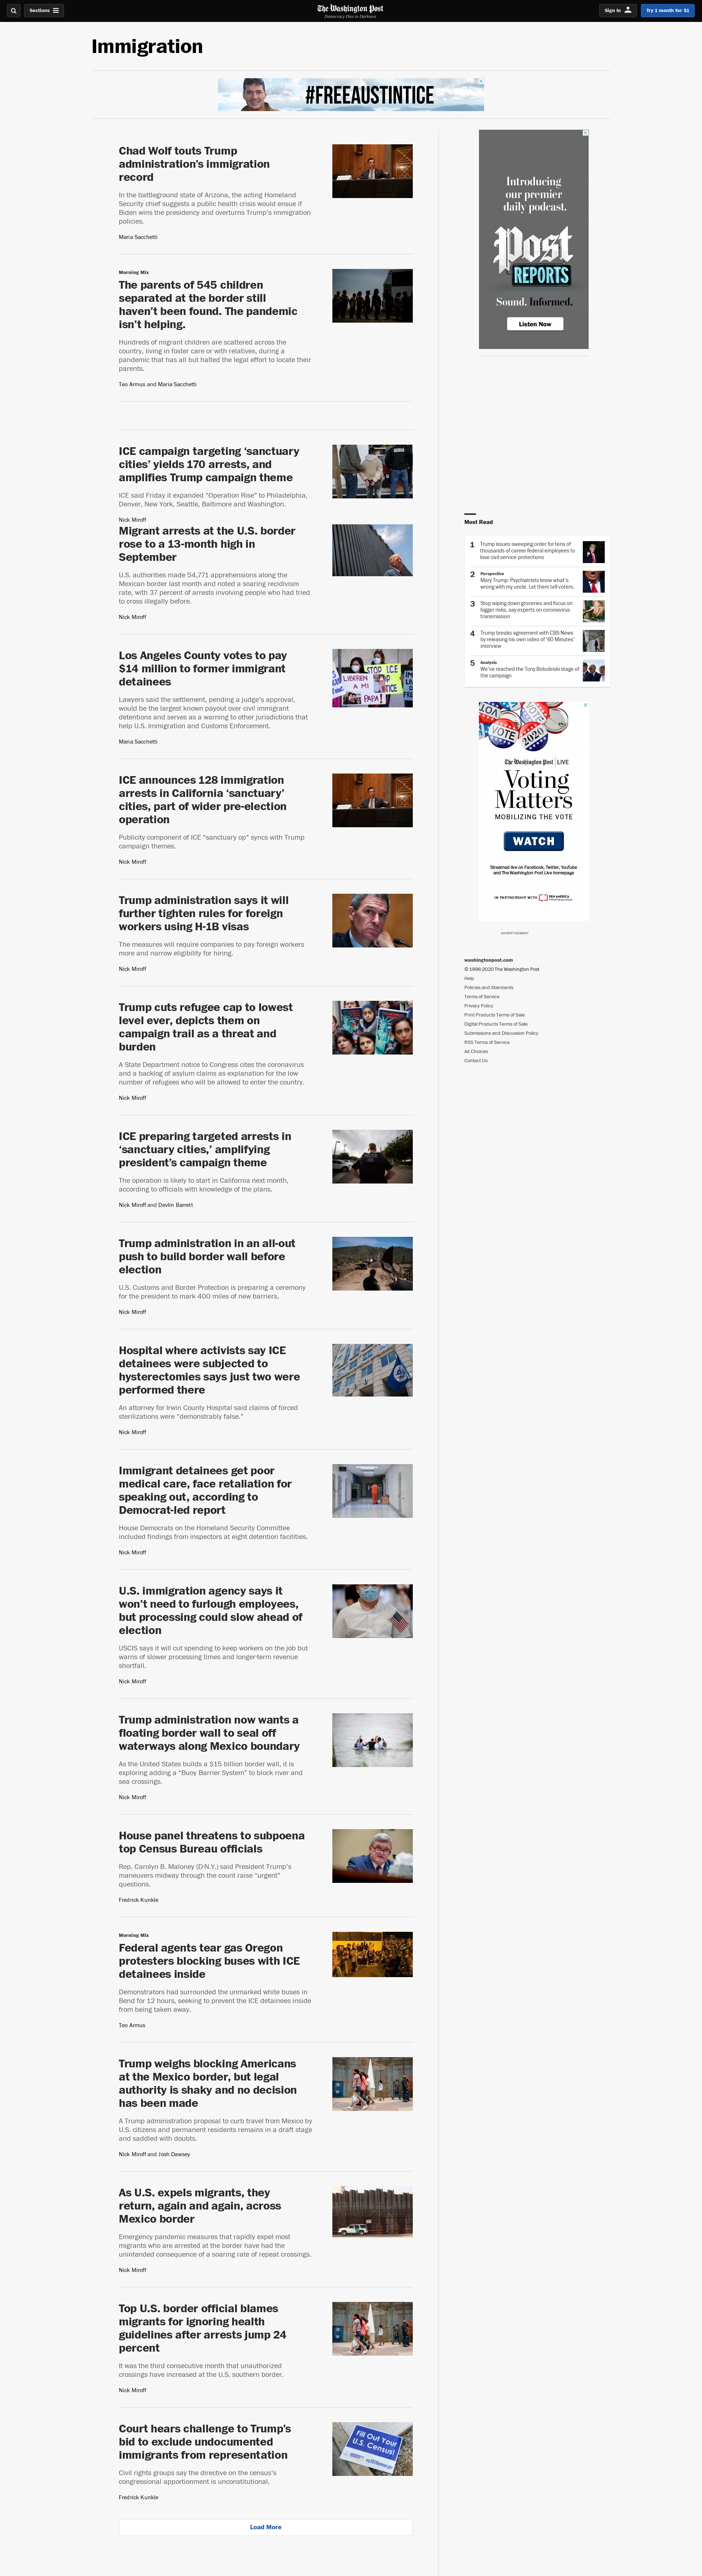 Sections
The Washington Post
Democracy Dies in Darkness
Sign In
Try 1 month for $1
Immigration
#FREEAUSTINTICE
Chad Wolf touts Trump
administration’s immigration
record
In the battleground state of Arizona, the acting Homeland
Security chief suggests a public health crisis would ensue if
Biden wins the presidency and overturns Trump’s immigration
policies.
Maria Sacchetti
Morning Mix
The parents of 545 children
separated at the border still
haven’t been found. The pandemic
isn’t helping.
Hundreds of migrant children are scattered across the
country, living in foster care or with relatives, during a
pandemic that has all but halted the legal effort to locate their
parents.
Teo Armus and Maria Sacchetti
ICE campaign targeting ‘sanctuary
cities’ yields 170 arrests, and
amplifies Trump campaign theme
ICE said Friday it expanded “Operation Rise” to Philadelphia,
Denver, New York, Seattle, Baltimore and Washington.
Nick Miroff
Migrant arrests at the U.S. border
rose to a 13-month high in
September
U.S. authorities made 54,771 apprehensions along the
Mexican border last month and noted a soaring recidivism
rate, with 37 percent of arrests involving people who had tried
to cross illegally before.
Nick Miroff
Los Angeles County votes to pay
$14 million to former immigrant
detainees
Lawyers said the settlement, pending a judge’s approval,
would be the largest known payout over civil immigrant
detentions and serves as a warning to other jurisdictions that
help U.S. Immigration and Customs Enforcement.
Maria Sacchetti
ICE announces 128 immigration
arrests in California ‘sanctuary’
cities, part of wider pre-election
operation
Publicity component of ICE “sanctuary op” syncs with Trump
campaign themes.
Nick Miroff
Trump administration says it will
further tighten rules for foreign
workers using H-1B visas
The measures will require companies to pay foreign workers
more and narrow eligibility for hiring.
Nick Miroff
Trump cuts refugee cap to lowest
level ever, depicts them on
campaign trail as a threat and
burden
A State Department notice to Congress cites the coronavirus
and a backlog of asylum claims as explanation for the low
number of refugees who will be allowed to enter the country.
Nick Miroff
ICE preparing targeted arrests in
‘sanctuary cities,’ amplifying
president’s campaign theme
The operation is likely to start in California next month,
according to officials with knowledge of the plans.
Nick Miroff and Devlin Barrett
Trump administration in an all-out
push to build border wall before
election
U.S. Customs and Border Protection is preparing a ceremony
for the president to mark 400 miles of new barriers.
Nick Miroff
Hospital where activists say ICE
detainees were subjected to
hysterectomies says just two were
performed there
An attorney for Irwin County Hospital said claims of forced
sterilizations were “demonstrably false.”
Nick Miroff
Immigrant detainees get poor
medical care, face retaliation for
speaking out, according to
Democrat-led report
House Democrats on the Homeland Security Committee
included findings from inspectors at eight detention facilities.
Nick Miroff
U.S. immigration agency says it
won’t need to furlough employees,
but processing could slow ahead of
election
USCIS says it will cut spending to keep workers on the job but
warns of slower processing times and longer-term revenue
shortfall.
Nick Miroff
Trump administration now wants a
floating border wall to seal off
waterways along Mexico boundary
As the United States builds a $15 billion border wall, it is
exploring adding a “Buoy Barrier System” to block river and
sea crossings.
Nick Miroff
House panel threatens to subpoena
top Census Bureau officials
Rep. Carolyn B. Maloney (D-N.Y.) said President Trump’s
maneuvers midway through the count raise “urgent”
questions.
Fredrick Kunkle
Morning Mix
Federal agents tear gas Oregon
protesters blocking buses with ICE
detainees inside
Demonstrators had surrounded the unmarked white buses in
Bend for 12 hours, seeking to prevent the ICE detainees inside
from being taken away.
Teo Armus
Trump weighs blocking Americans
at the Mexico border, but legal
authority is shaky and no decision
has been made
A Trump administration proposal to curb travel from Mexico by
U.S. citizens and permanent residents remains in a draft stage
and saddled with doubts.
Nick Miroff and Josh Dawsey
As U.S. expels migrants, they
return, again and again, across
Mexico border
Emergency pandemic measures that rapidly expel most
migrants who are arrested at the border have had the
unintended consequence of a soaring rate of repeat crossings.
Nick Miroff
Top U.S. border official blames
migrants for ignoring health
guidelines after arrests jump 24
percent
It was the third consecutive month that unauthorized
crossings have increased at the U.S. southern border.
Nick Miroff
Court hears challenge to Trump’s
bid to exclude undocumented
immigrants from representation
Civil rights groups say the directive on the census’s
congressional apportionment is unconstitutional.
Fredrick Kunkle
Fill Out Your
U.S. Census!
Load More
Introducing
our premier
daily podcast.
Post
REPORTS
Sound. Informed.
Listen Now
Most Read
1 Trump issues sweeping order for tens of
thousands of career federal employees to
lose civil service protections
2 Perspective
Mary Trump: Psychiatrists know what’s
wrong with my uncle. Let them tell voters.
3 Stop wiping down groceries and focus on
bigger risks, say experts on coronavirus
transmission
4 Trump breaks agreement with CBS News
by releasing his own video of ‘60 Minutes’
interview
5 Analysis
We’ve reached the Tony Bobulinski stage of
the campaign
VOTE
2020
The Washington Post LIVE
Voting
Matters
MOBILIZING THE VOTE
WATCH
Streamed live on Facebook, Twitter, YouTube
and The Washington Post Live homepage
IN PARTNERSHIP WITH PEN AMERICA
ADVERTISEMENT
washingtonpost.com
© 1996-2020 The Washington Post
Help
Policies and Standards
Terms of Service
Privacy Policy
Print Products Terms of Sale
Digital Products Terms of Sale
Submissions and Discussion Policy
RSS Terms of Service
Ad Choices
Contact Us